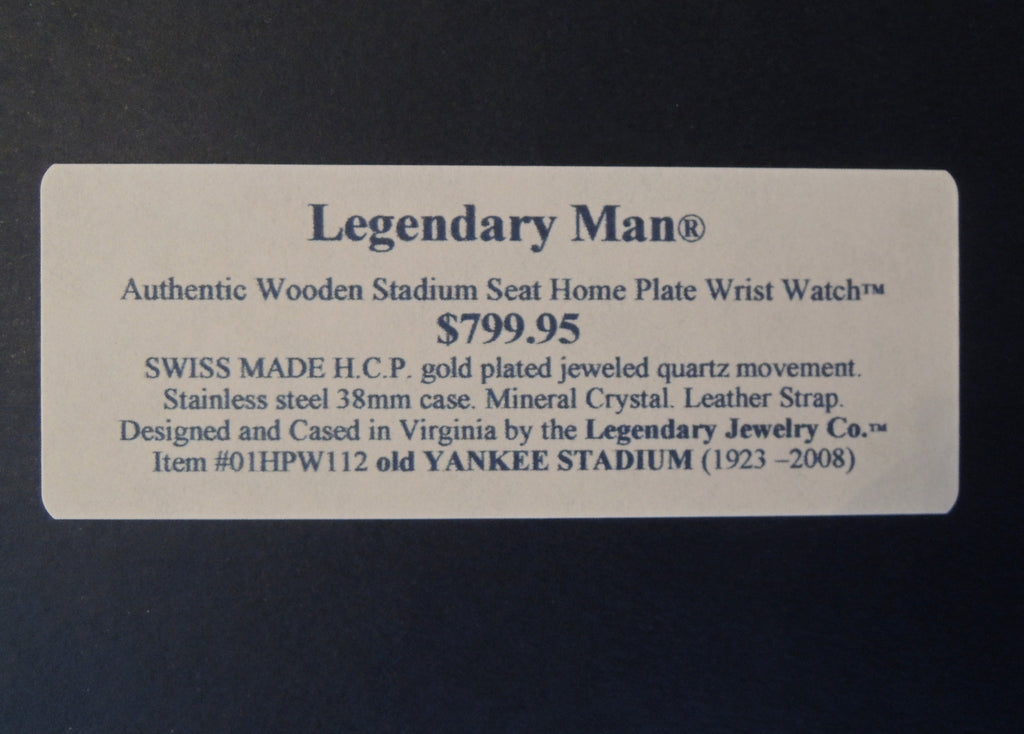 Legendary Man®
Authentic Wooden Stadium Seat Home Plate Wrist Watch™
$799.95
SWISS MADE H.C.P. gold plated jeweled quartz movement.
Stainless steel 38mm case. Mineral Crystal. Leather Strap.
Designed and Cased in Virginia by the Legendary Jewelry Co.™
Item #01HPW112 old YANKEE STADIUM (1923 –2008)